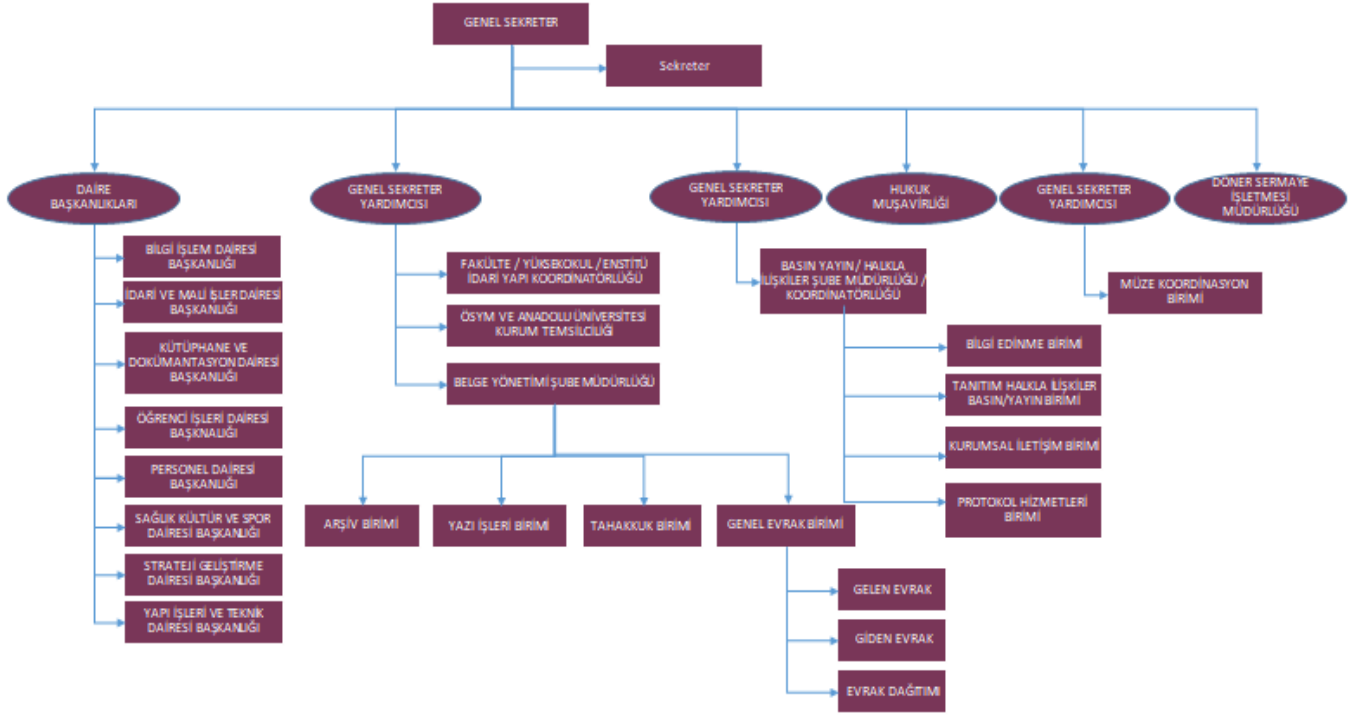 GENEL SEKRETER
Sekreter
DAİRE
BAŞKANLIKLARI
GENEL SEKRETER
YARDIMCISI
GENEL SEKRETER
YARDIMCISI
HUKUK
MUŞAVİRLİĞİ
GENEL SEKRETER
YARDIMCISI
DÖNER SERMAYE
İŞLETMESİ
MÜDÜRLÜĞÜ
BİLGİ İŞLEM DAİRESİ
BAŞKANLIĞI
İDARİ VE MALİ İŞLER DAİRESİ
BAŞKANLIĞI
KÜTÜPHANE VE
DOKÜMANTASYON DAİRESİ
BAŞKANLIĞI
ÖĞRENCİ İŞLERİ DAİRESİ
BAŞKNALIĞI
PERSONEL DAİRESİ
BAŞKANLIĞI
SAĞLIK KÜLTÜR VE SPOR
DAİRESİ BAŞKANLIĞI
STRATEJİ GELİŞTİRME
DAİRESİ BAŞKANLIĞI
YAPI İŞLERİ VE TEKNİK
DAİRESİ BAŞKANLIĞI
FAKÜLTE / YÜKSEKOKUL / ENSTİTÜ
İDARİ YAPI KOORDİNATÖRLÜĞÜ
ÖSYM VE ANADOLU ÜNİVERSİTESİ
KURUM TEMSİLCİLİĞİ
BELGE YÖNETİMİ ŞUBE MÜDÜRLÜĞÜ
ARŞİV BİRİMİ
YAZI İŞLERİ BİRİMİ
TAHAKKUK BİRİMİ
GENEL EVRAK BİRİMİ
GELEN EVRAK
GİDEN EVRAK
EVRAK DAĞITIMI
BASIN YAYIN / HALKLA
İLİŞKİLER ŞUBE MÜDÜRLÜĞÜ /
KOORDİNATÖRLÜĞÜ
BİLGİ EDİNME BİRİMİ
TANITIM HALKLA İLİŞKİLER
BASIN/YAYIN BİRİMİ
KURUMSAL İLETİŞİM BİRİMİ
PROTOKOL HİZMETLERİ
BİRİMİ
MÜZE KOORDİNASYON
BİRİMİ